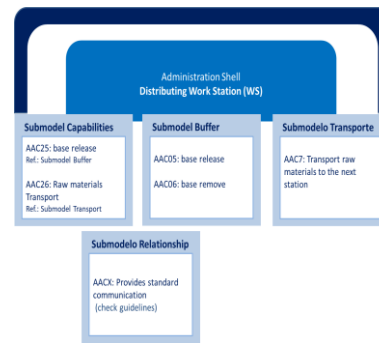 Administration Shell
Distributing Work Station (WS)
Submodel Capabilities
AAC25: base release
Ref.: Submodel Buffer
AAC26: Raw materials
Transport
Ref.: Submodel Transport
Submodel Buffer
AAC05: base release
AAC06: base remove
Submodelo Transporte
AAC7: Transport raw
materials to the next
station
Submodelo Relationship
AACX: Provides standard
communication
(check guidelines)